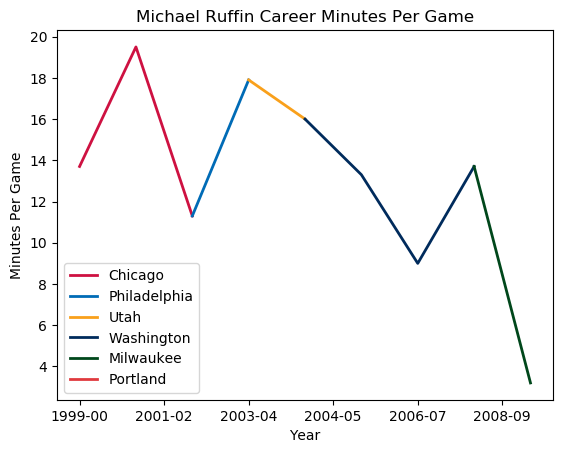 Michael Ruffin Career Minutes Per Game
20
18
16
14
12
10
8
6
4
Minutes Per Game
Chicago
Philadelphia
Utah
Washington
Milwaukee
Portland
1999-00 2001-02 2003-04 2004-05 2006-07 2008-09
Year